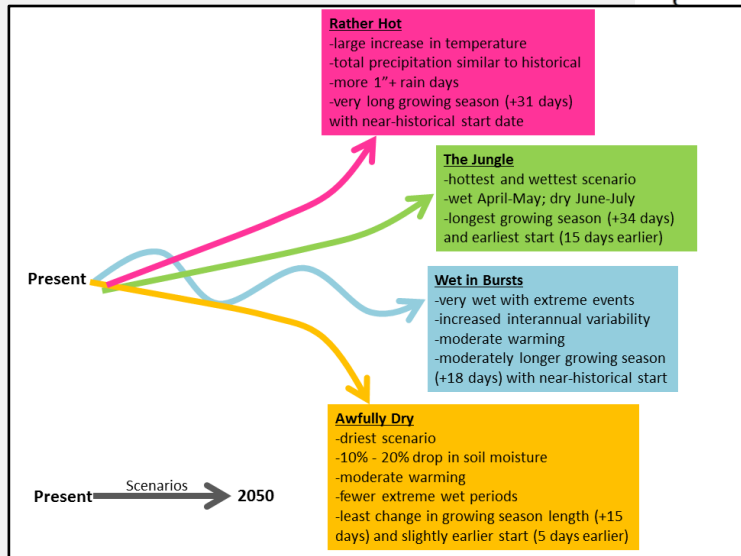 Rather Hot
-large increase in temperature
-total precipitation similar to historical
-more 1"+ rain days
-very long growing season (+31 days)
with near-historical start date
The Jungle
-hottest and wettest scenario
-wet April-May; dry June-July
-longest growing season (+34 days)
and earliest start (15 days earlier)
Present
Wet in Bursts
-very wet with extreme events
-increased interannual variability
-moderate warming
-moderately longer growing season
(+18 days) with near-historical start
Awfully Dry
-driest scenario
-10% - 20% drop in soil moisture
-moderate warming
-fewer extreme wet periods
-least change in growing season length (+15
days) and slightly earlier start (5 days earlier)
Scenarios
Present
2050